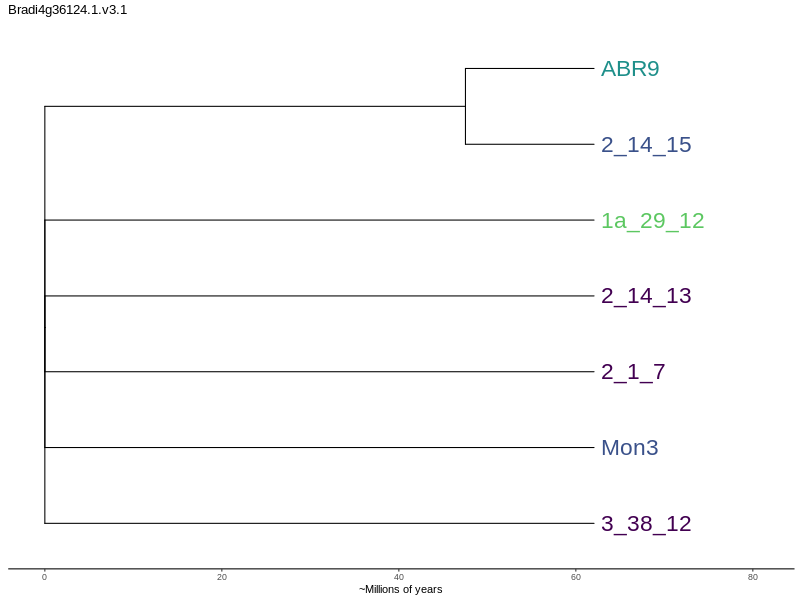 Bradi4g36124.1.v3.1
ABR9
2_14_15
1a_29_12
2_14_13
2_1_7
Mon3
3_38_12
0 20 40 60 80
~Millions of years